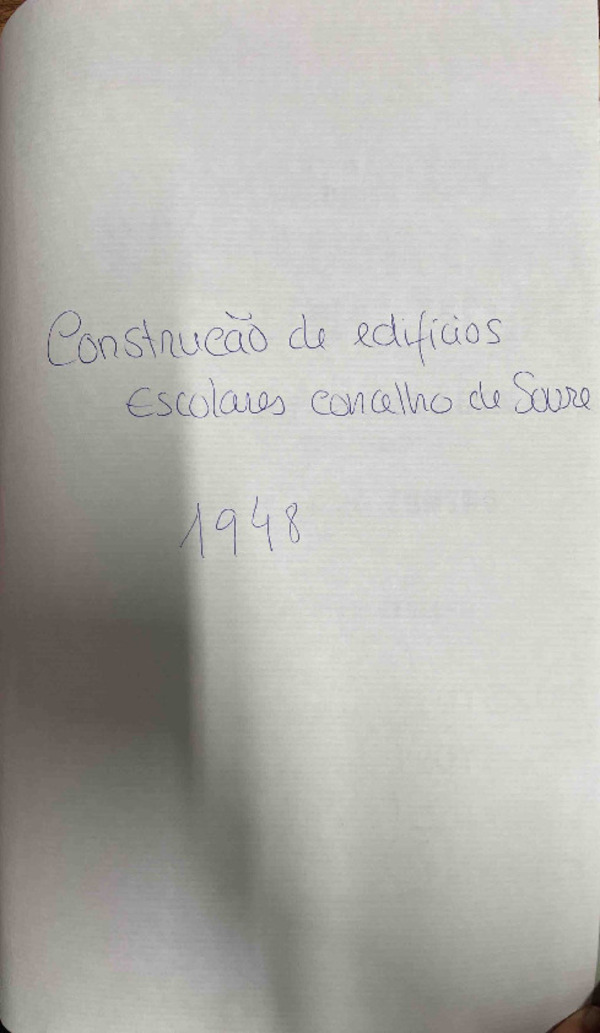 Construcão de edifícios
Escolares concelho de Soure
1948